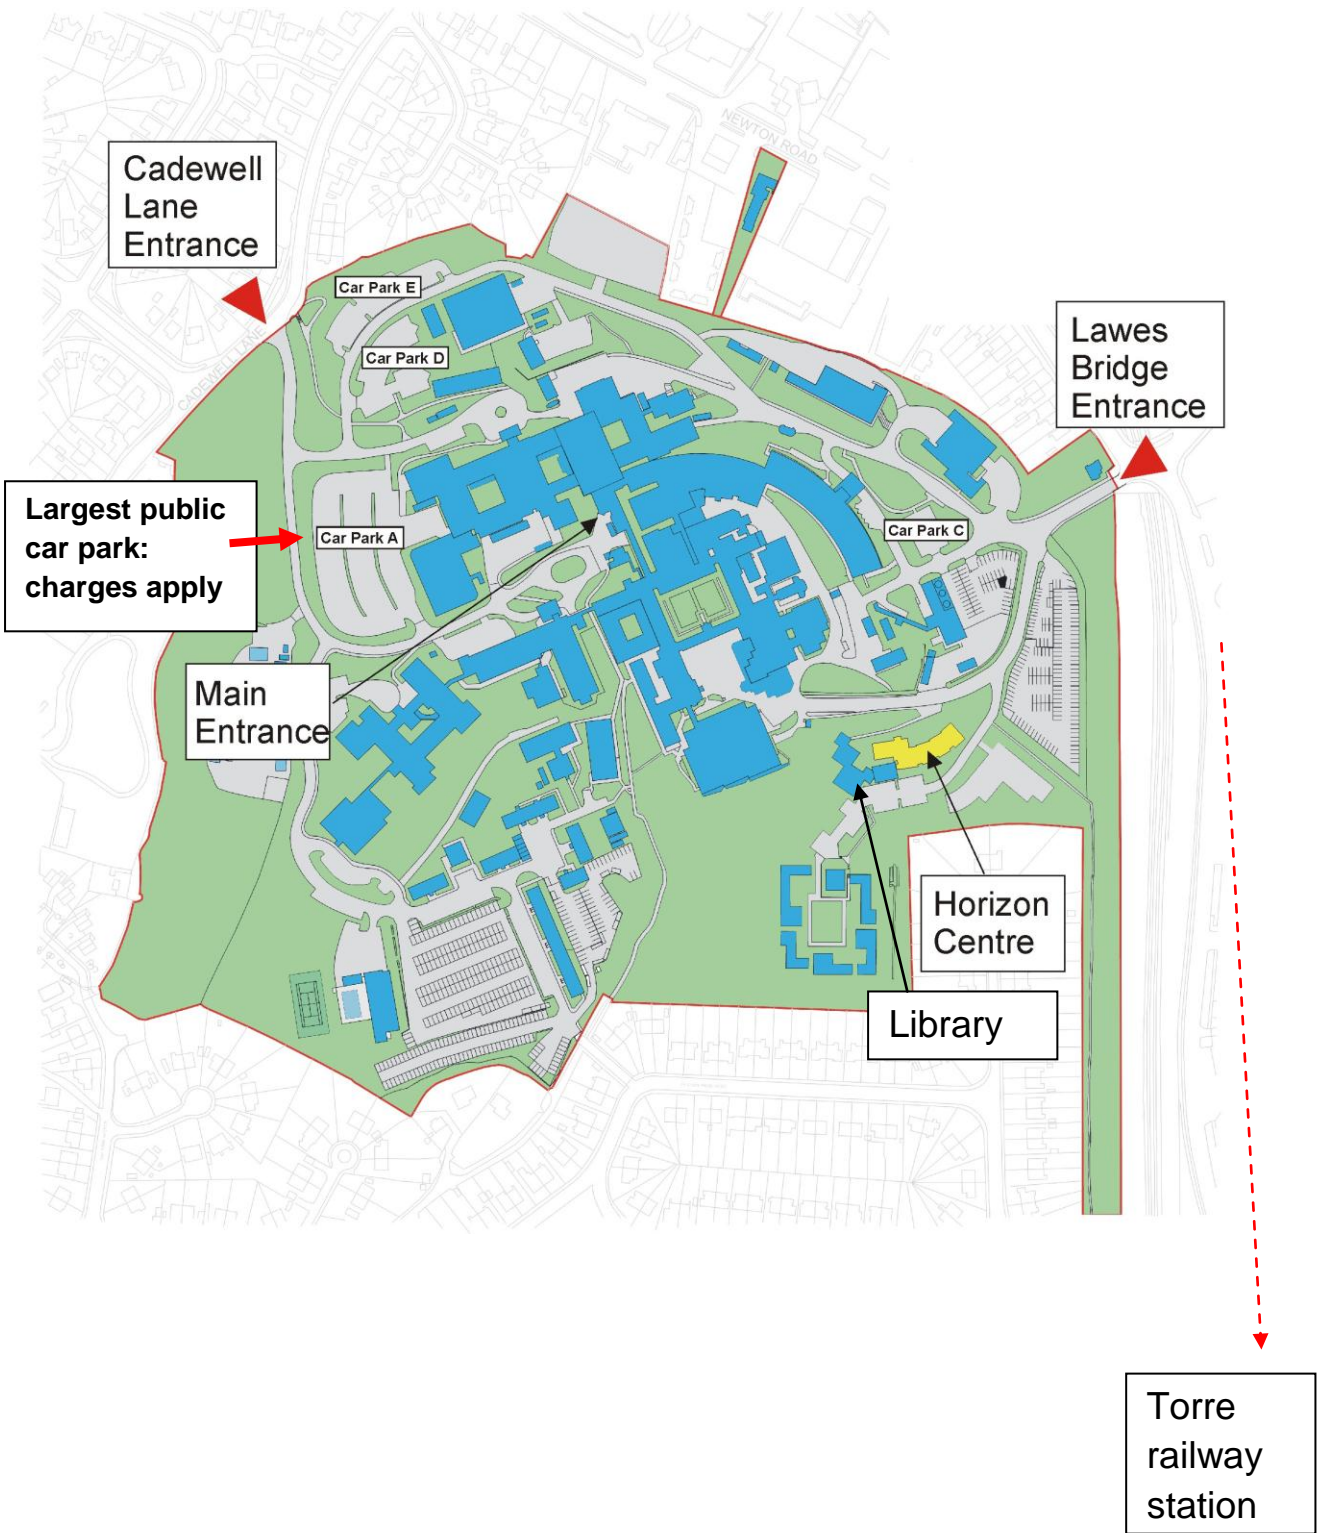 NEWTON ROAD
Cadewell
Lane
Entrance
Car Park E
Lawes
Bridge
Entrance
CADEWELL LANE
Car Park D
Largest public
car park:
charges apply
Car Park A
Car Park C
Main
Entrance
Horizon
Centre
Library
Torre
railway
station